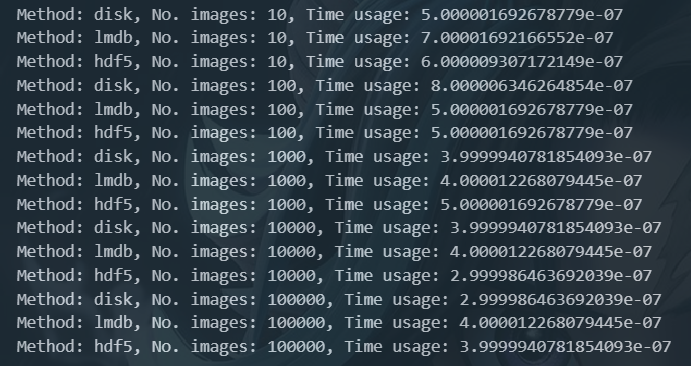 Method: disk, No. images: 10, Time usage: 5.000001692678779e-07
Method: lmdb, No. images: 10, Time usage: 7.00001692166552e-07
Method: hdf5, No. images: 10, Time usage: 6.000009307172149e-07
Method: disk, No. images: 100, Time usage: 8.000006346264854e-07
Method: lmdb, No. images: 100, Time usage: 5.000001692678779e-07
Method: hdf5, No. images: 100, Time usage: 5.000001692678779e-07
Method: disk, No. images: 1000, Time usage: 3.9999940781854093e-07
Method: lmdb, No. images: 1000, Time usage: 4.000012268079445e-07
Method: hdf5, No. images: 1000, Time usage: 5.000001692678779e-07
Method: disk, No. images: 10000, Time usage: 3.9999940781854093e-07
Method: lmdb, No. images: 10000, Time usage: 4.000012268079445e-07
Method: hdf5, No. images: 10000, Time usage: 2.999986463692039e-07
Method: disk, No. images: 100000, Time usage: 2.999986463692039e-07
Method: lmdb, No. images: 100000, Time usage: 4.000012268079445e-07
Method: hdf5, No. images: 100000, Time usage: 3.9999940781854093e-07